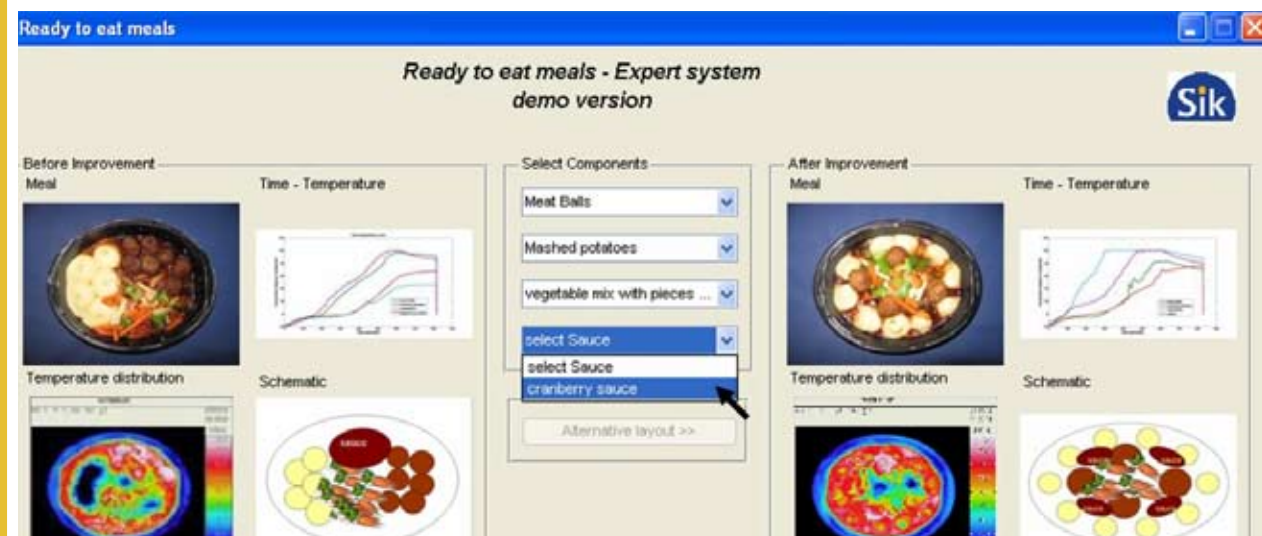 Ready to eat meals
Ready to eat meals - Expert system
demo version
Sik
Before Improvement
Meal
Time - Temperature
Temperature distribution
Schematic
sauce
Select Components
Meat Balls
Mashed potatoes
vegetable mix with pieces ...
select Sauce
select Sauce
cranberry sauce
Alternative layout >>
After Improvement
Meal
Time - Temperature
Temperature distribution
Schematic